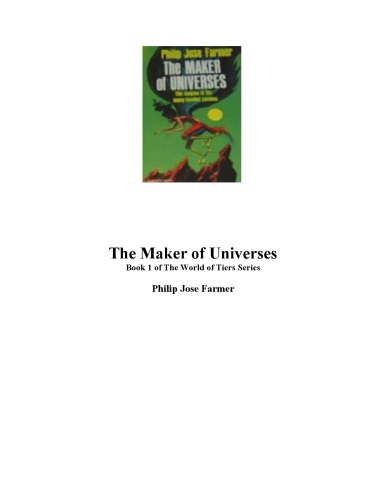 Philip Jose Farmer
The MAKER
of UNIVERSES
The Maker of Universes
Book 1 of The World of Tiers Series
Philip Jose Farmer